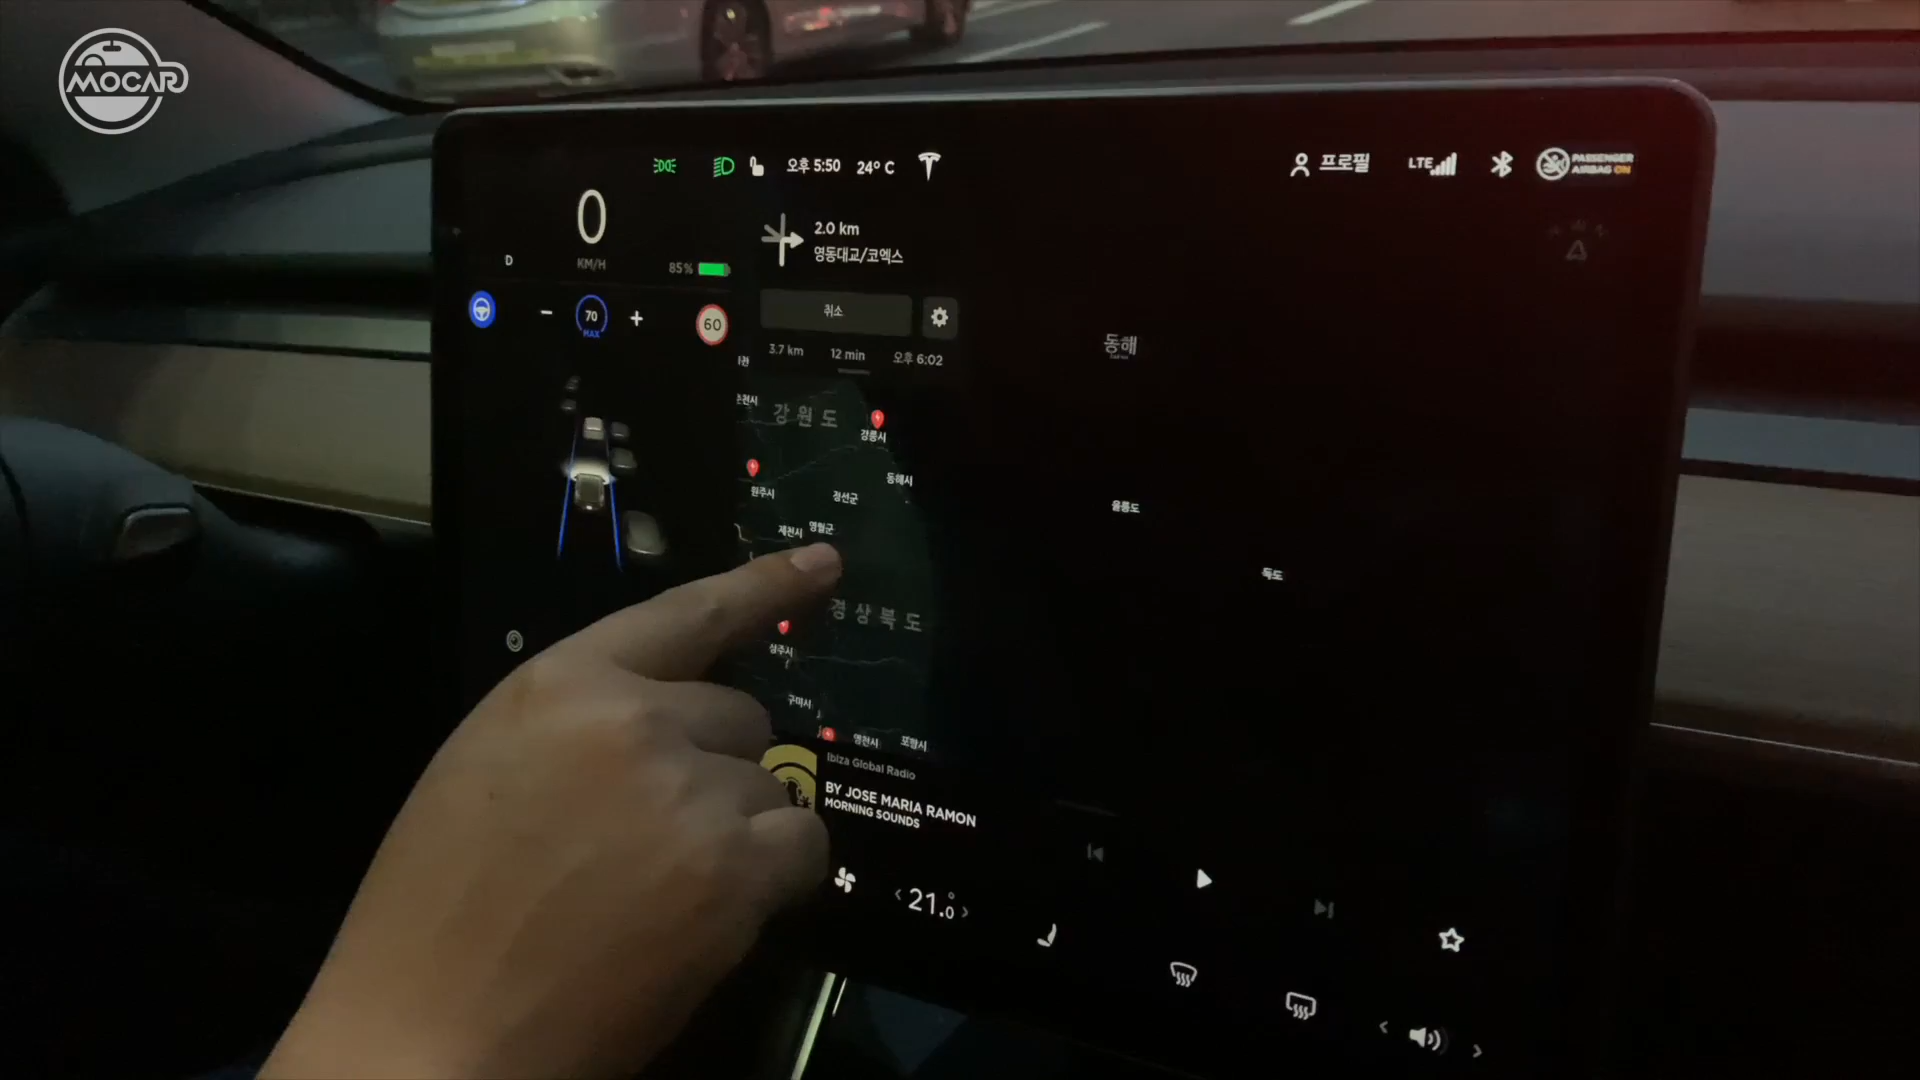 MOCAR
오후 5:50
24° C
프로필
LTE
PASSENGER
AIRBAG ON
0
KM/H
D
85%
2.0 km
영동대교/코엑스
70
MAX
60
취소
3.7 km
12 min
오후 6:02
동해
춘천시
강원도
강릉시
동해시
원주시
정선군
제천시
영월군
울릉도
독도
경상북도
상주시
구미시
영천시
포항시
Ibiza Global Radio
BY JOSE MARIA RAMON
MORNING SOUNDS
21.0°